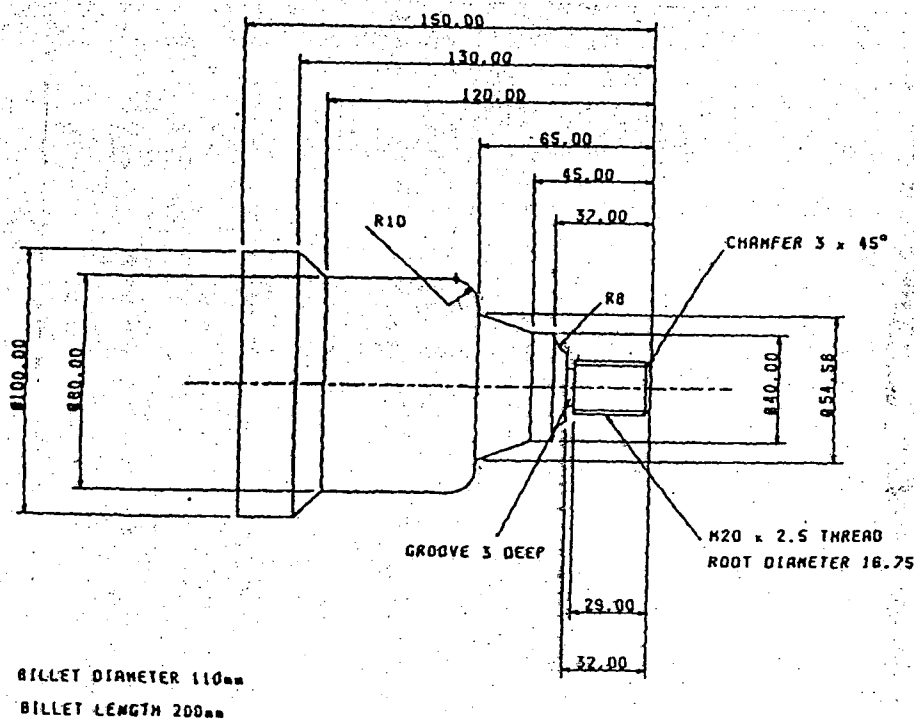 150.00
130.00
120.00
65.00
45.00
37.00
R10
CHAMFER 3 x 45°
R8
Ø100.00
Ø80.00
Ø40.00
Ø54.58
GROOVE 3 DEEP
M20 x 2.5 THREAD
ROOT DIAMETER 16.75
29.00
32.00
BILLET DIAMETER 110mm
BILLET LENGTH 200mm